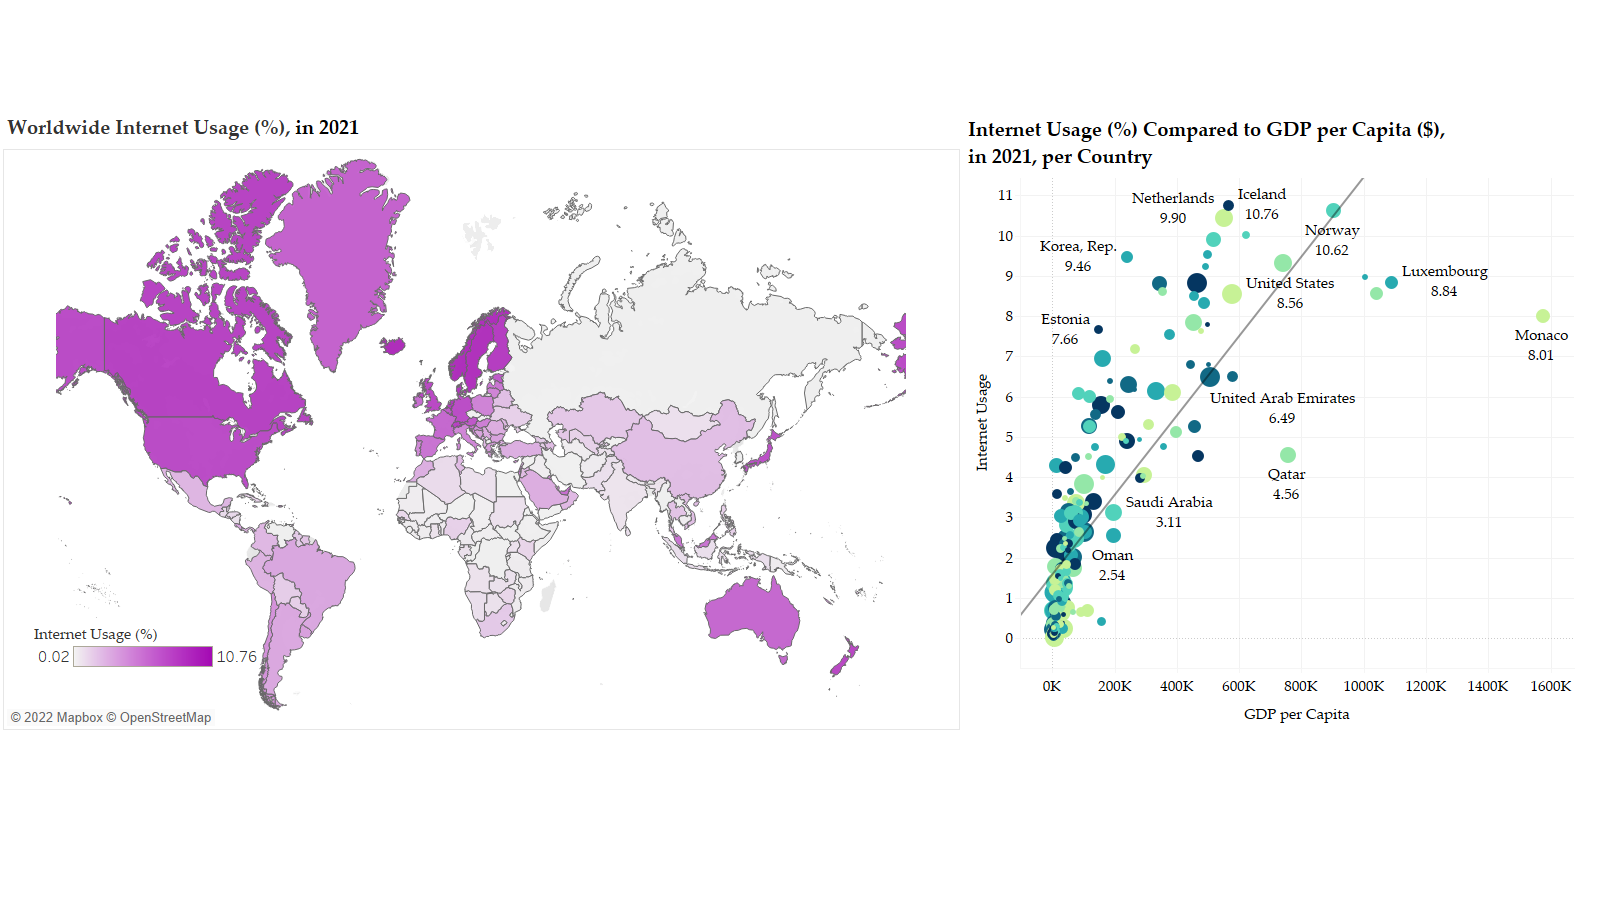 Worldwide Internet Usage (%), in 2021
Internet Usage (%)
0.02
10.76
© 2022 Mapbox © OpenStreetMap
Internet Usage (%) Compared to GDP per Capita ($),
in 2021, per Country
Internet Usage
11
10
9
8
7
6
5
4
3
2
1
0
Netherlands
9.90
Iceland
10.76
Korea, Rep.
9.46
Norway
10.62
United States
8.56
Luxembourg
8.84
Estonia
7.66
Monaco
8.01
United Arab Emirates
6.49
Qatar
4.56
Saudi Arabia
3.11
Oman
2.54
0K
200K
400K
600K
800K
1000K
1200K
1400K
1600K
GDP per Capita